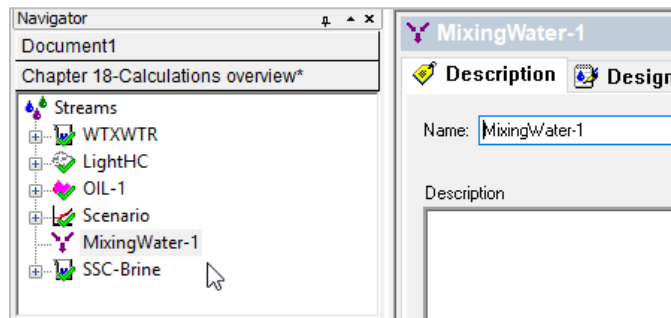 Navigator
Document1
Chapter 18-Calculations overview*
Streams
WTXWTR
LightHC
OIL-1
Scenario
MixingWater-1
SSC-Brine
MixingWater-1
Description
Design
Name: MixingWater-1
Description